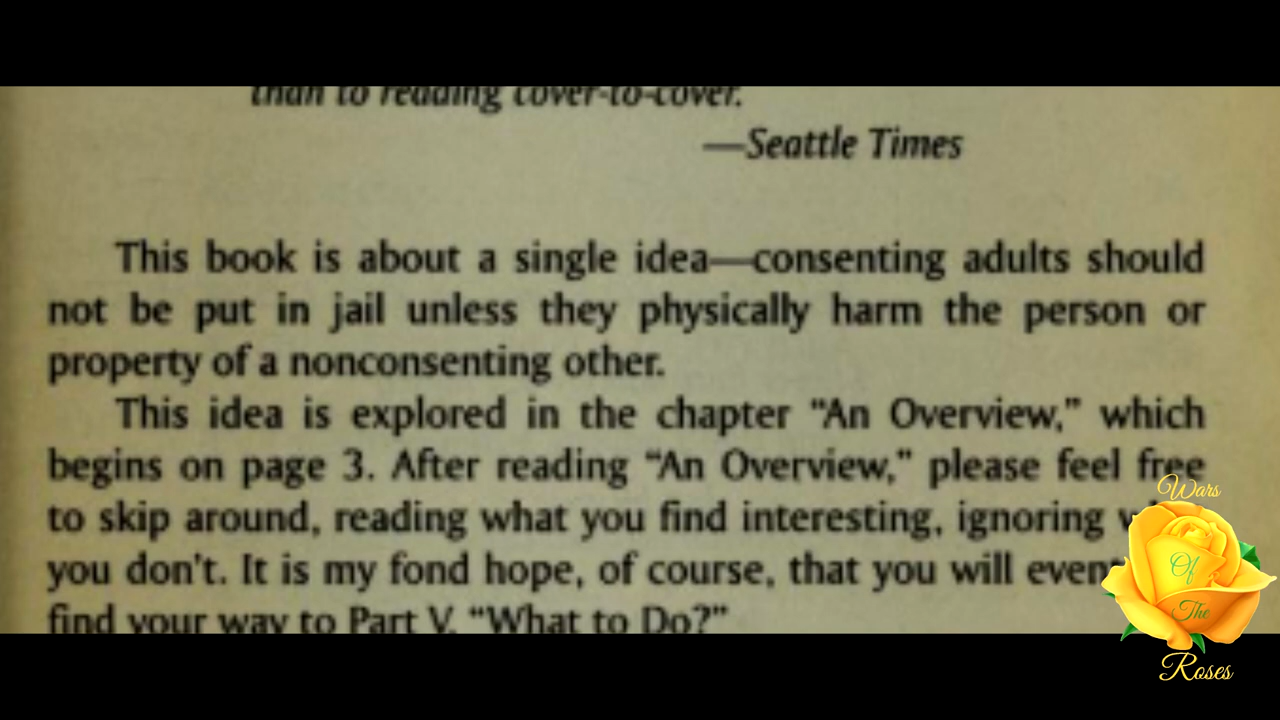 than to reading cover-to-cover.
—Seattle Times
This book is about a single idea—consenting adults should
not be put in jail unless they physically harm the person or
property of a nonconsenting other.
This idea is explored in the chapter “An Overview,” which
begins on page 3. After reading “An Overview,” please feel free
to skip around, reading what you find interesting, ignoring
you don’t. It is my fond hope, of course, that you will
find your way to Part V, “What to Do?”
Wars
Of
The
Roses